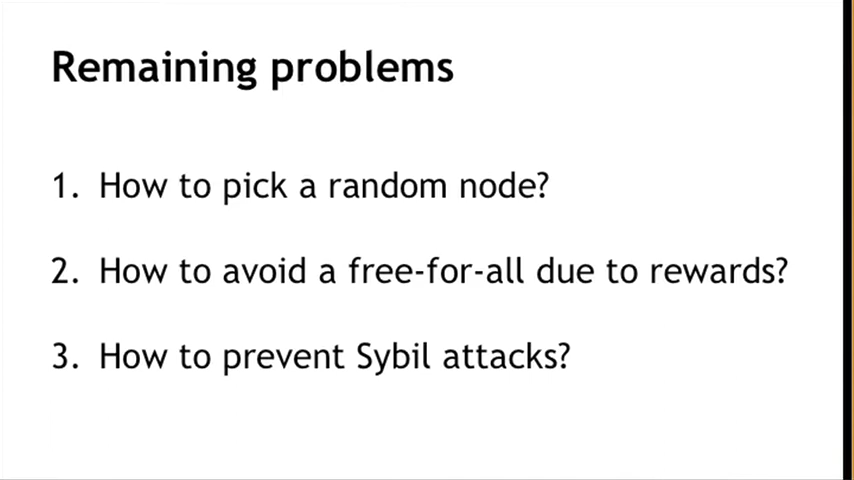 Remaining problems
1. How to pick a random node?
2. How to avoid a free-for-all due to rewards?
3. How to prevent Sybil attacks?